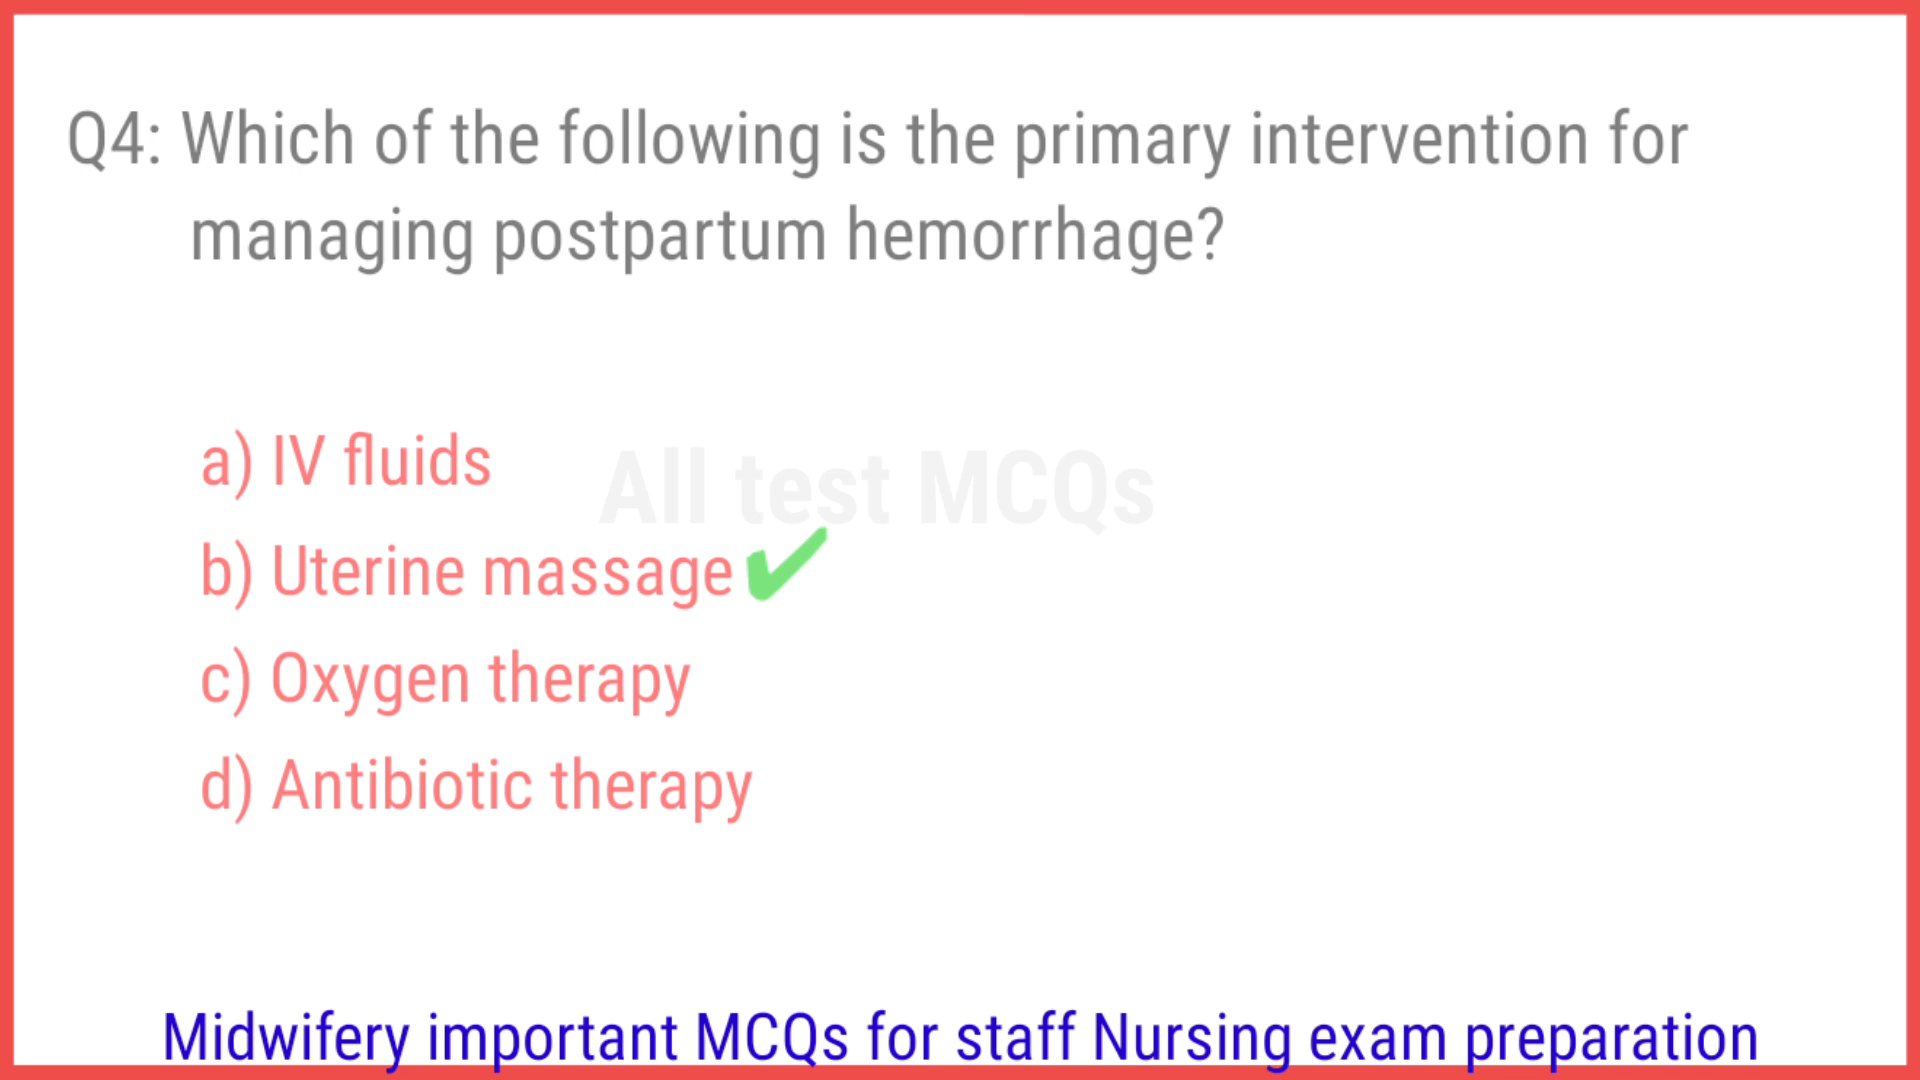 Q4: Which of the following is the primary intervention for
managing postpartum hemorrhage?
a) IV fluids
All test MCQs
b) Uterine massage
c) Oxygen therapy
d) Antibiotic therapy
Midwifery important MCQs for staff Nursing exam preparation